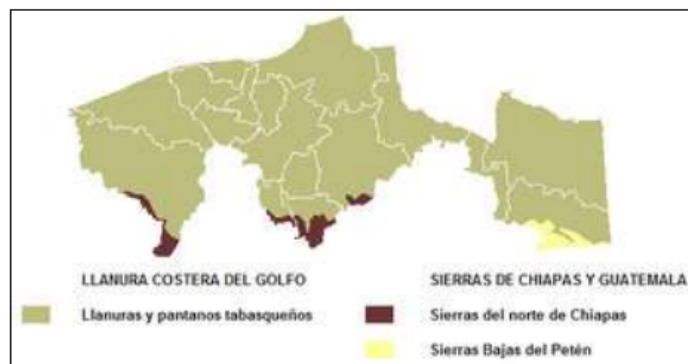 LLANURA COSTERA DEL GOLFO
Llanuras y pantanos tabasqueños
SIERRAS DE CHIAPAS Y GUATEMALA
Sierras del norte de Chiapas
Sierras Bajas del Petén